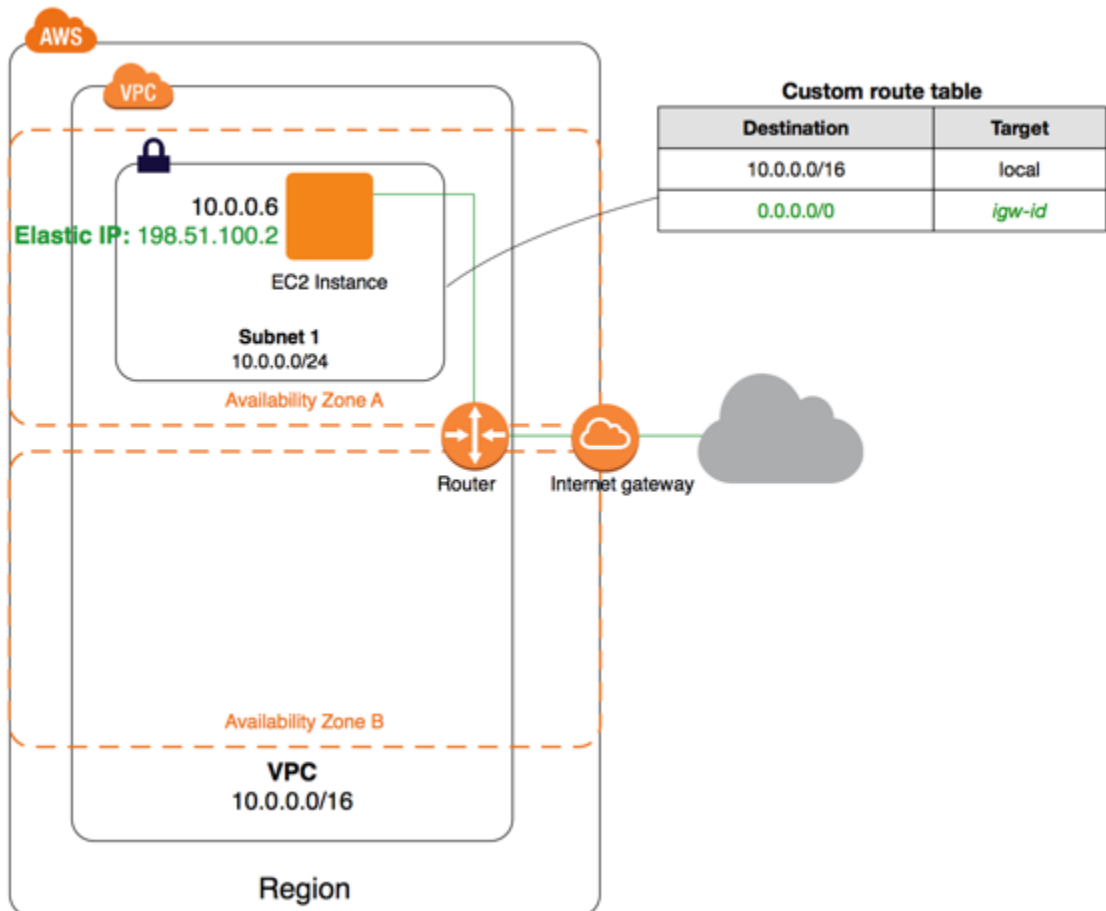 AWS
VPC
Custom route table
Destination Target
10.0.0.0/16 local
0.0.0.0/0 igw-id
10.0.0.6
Elastic IP: 198.51.100.2
EC2 Instance
Subnet 1
10.0.0.0/24
Availability Zone A
Router
Internet gateway
Availability Zone B
VPC
10.0.0.0/16
Region